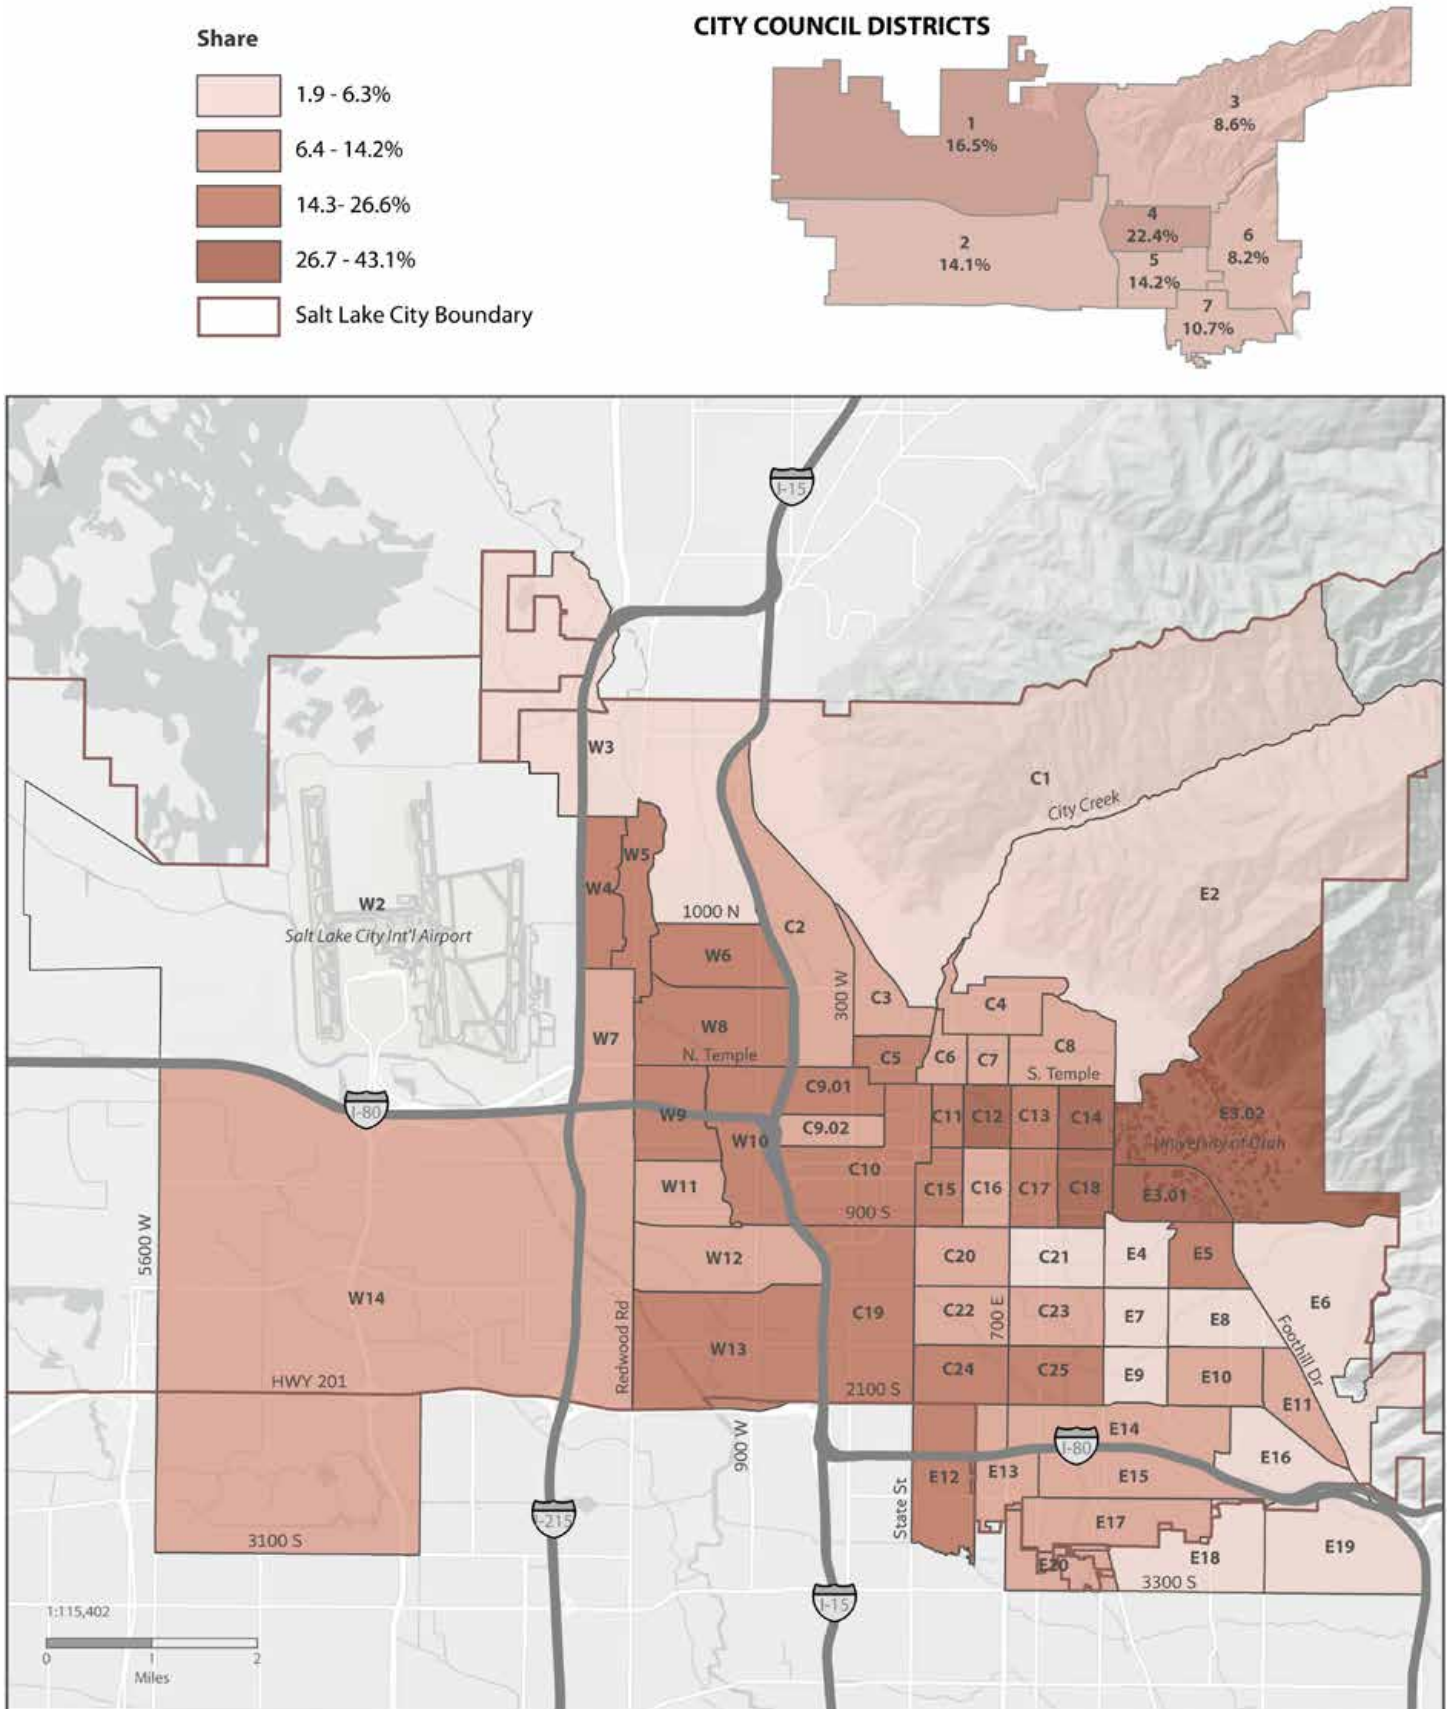 CITY COUNCIL DISTRICTS
Share
1.9 - 6.3%
6.4 - 14.2%
14.3- 26.6%
26.7 - 43.1%
Salt Lake City Boundary
1
16.5%
3
8.6%
2
14.1%
4
22.4%
5
14.2%
6
8.2%
7
10.7%
I-15
W3
C1
City Creek
W5
W4
E2
W2
Salt Lake City Int'l Airport
1000 N
C2
W6
300 W
C3
C4
W8
W7
N. Temple
C5
C6
C7
C8
S. Temple
I-80
C9.01
W9
C9.02
W10
C11
C12
C13
C14
E3.02
University of Utah
C10
W11
C15
C16
C17
C18
E3.01
900 S
5600 W
W12
C20
C21
E4
E5
W14
C19
C22
700 E
C23
E7
E8
E6
Foothill Dr
Redwood Rd
W13
C24
C25
E9
E10
HWY 201
2100 S
E11
900 W
E14
I-80
E16
State St
E12
E13
E15
I-215
E17
3100 S
E20
E18
E19
3300 S
I-15
1:115,402
0
1
2
Miles